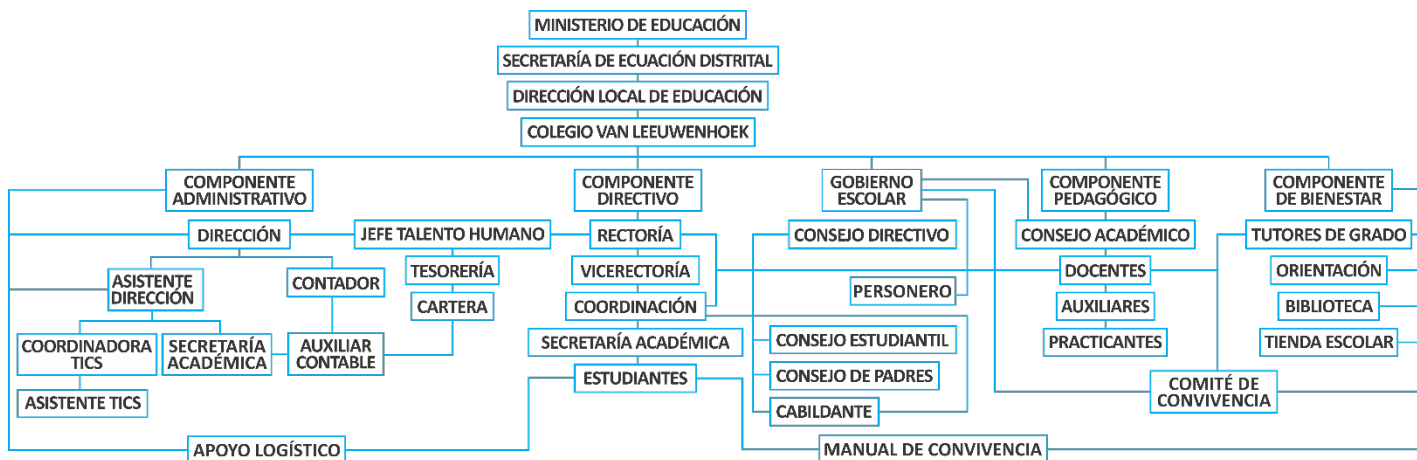 MINISTERIO DE EDUCACIÓN
SECRETARÍA DE ECUACIÓN DISTRITAL
DIRECCIÓN LOCAL DE EDUCACIÓN
COLEGIO VAN LEEUWENHOEK
COMPONENTE
ADMINISTRATIVO
COMPONENTE
DIRECTIVO
GOBIERNO
ESCOLAR
COMPONENTE
PEDAGÓGICO
COMPONENTE
DE BIENESTAR
DIRECCIÓN
JEFE TALENTO HUMANO
RECTORÍA
CONSEJO DIRECTIVO
CONSEJO ACADÉMICO
TUTORES DE GRADO
ASISTENTE
DIRECCIÓN
CONTADOR
TESORERÍA
VICERECTORÍA
DOCENTES
ORIENTACIÓN
PERSONERO
CARTERA
COORDINACIÓN
AUXILIARES
BIBLIOTECA
COORDINADORA
TICS
SECRETARÍA
ACADÉMICA
AUXILIAR
CONTABLE
SECRETARÍA ACADÉMICA
CONSEJO ESTUDIANTIL
PRACTICANTES
TIENDA ESCOLAR
ESTUDIANTES
CONSEJO DE PADRES
COMITÉ DE
CONVIVENCIA
ASISTENTE TICS
CABILDANTE
APOYO LOGÍSTICO
MANUAL DE CONVIVENCIA